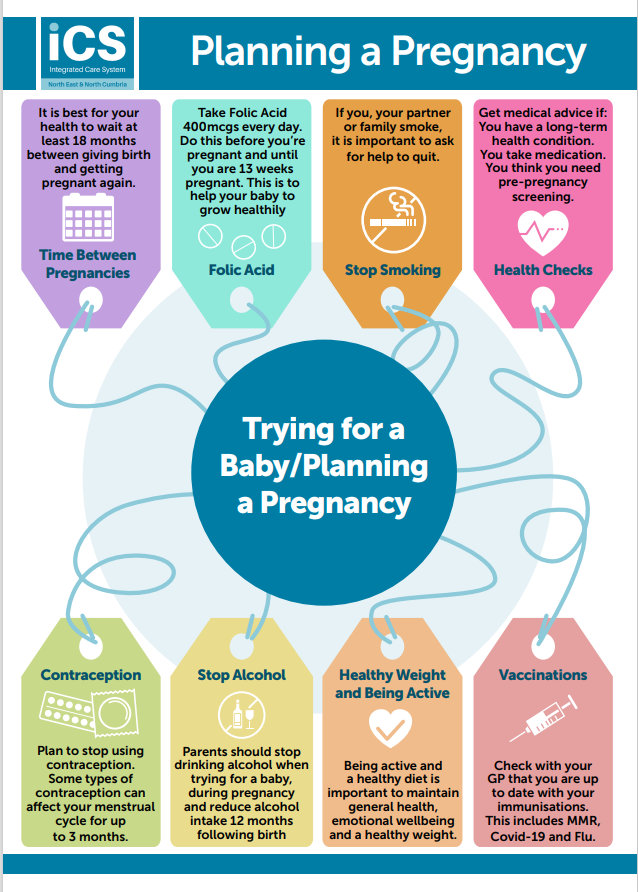 iCS
Integrated Care System
North East & North Cumbria
Planning a Pregnancy
It is best for your
health to wait at
least 18 months
between giving birth
and getting
pregnant again.
Time Between
Pregnancies
Take Folic Acid
400mcgs every day.
Do this before you're
pregnant and until
you are 13 weeks
pregnant. This is to
help your baby to
grow healthily
Folic Acid
If you, your partner
or family smoke,
it is important to ask
for help to quit.
Stop Smoking
Get medical advice if:
You have a long-term
health condition.
You take medication.
You think you need
pre-pregnancy
screening.
Health Checks
Trying for a
Baby/Planning
a Pregnancy
Contraception
Plan to stop using
contraception.
Some types of
contraception can
affect your menstrual
cycle for up
to 3 months.
Stop Alcohol
Parents should stop
drinking alcohol when
trying for a baby,
during pregnancy
and reduce alcohol
intake 12 months
following birth
Healthy Weight
and Being Active
Being active and
a healthy diet is
important to maintain
general health,
emotional wellbeing
and a healthy weight.
Vaccinations
Check with your
GP that you are up
to date with your
immunisations.
This includes MMR,
Covid-19 and Flu.